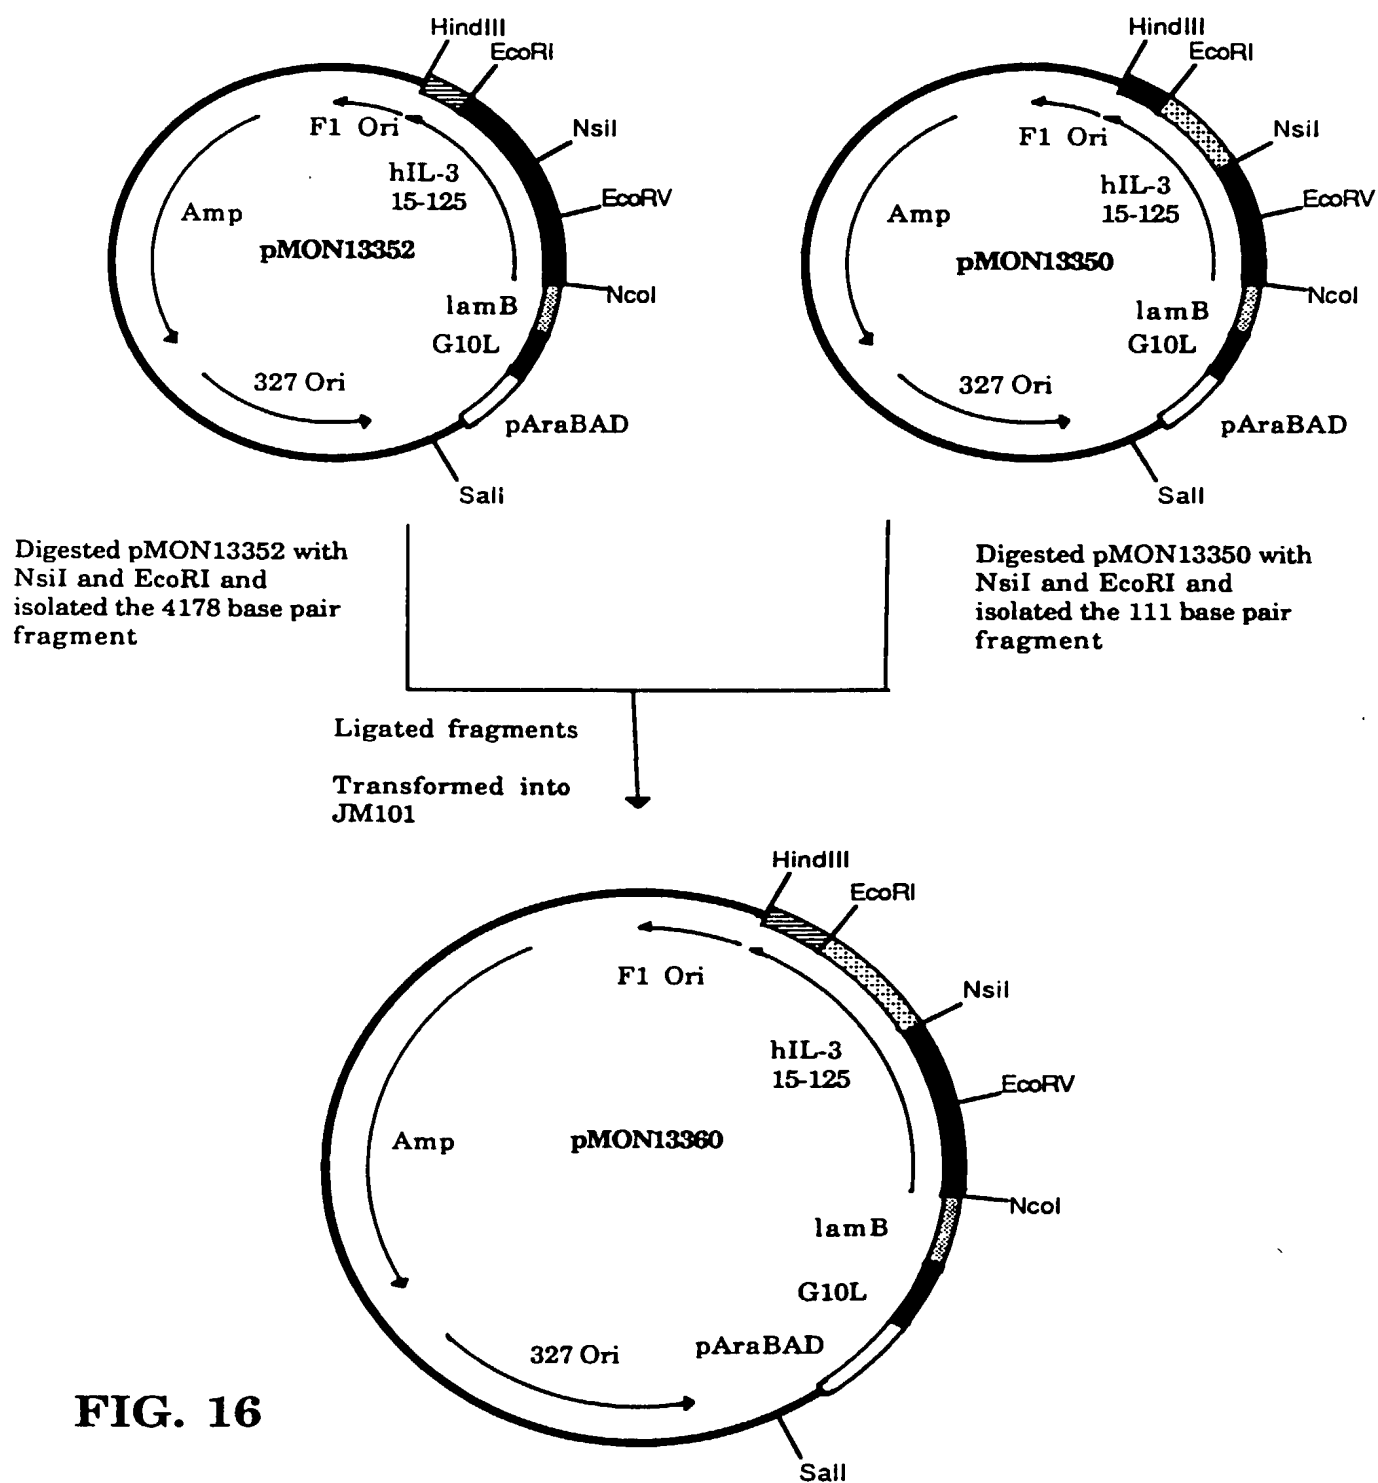 HindIII
EcoRI
NsiI
EcoRV
NcoI
SalI
F1 Ori
hIL-3
15-125
Amp
pMON13352
lamB
G10L
327 Ori
pAraBAD
HindIII
EcoRI
NsiI
EcoRV
NcoI
SalI
F1 Ori
hIL-3
15-125
Amp
pMON13350
lamB
G10L
327 Ori
pAraBAD
Digested pMON13352 with
NsiI and EcoRI and
isolated the 4178 base pair
fragment
Digested pMON13350 with
NsiI and EcoRI and
isolated the 111 base pair
fragment
Ligated fragments
Transformed into
JM101
HindIII
EcoRI
NsiI
EcoRV
NcoI
SalI
F1 Ori
hIL-3
15-125
Amp
pMON13360
lamB
G10L
pAraBAD
327 Ori
FIG. 16